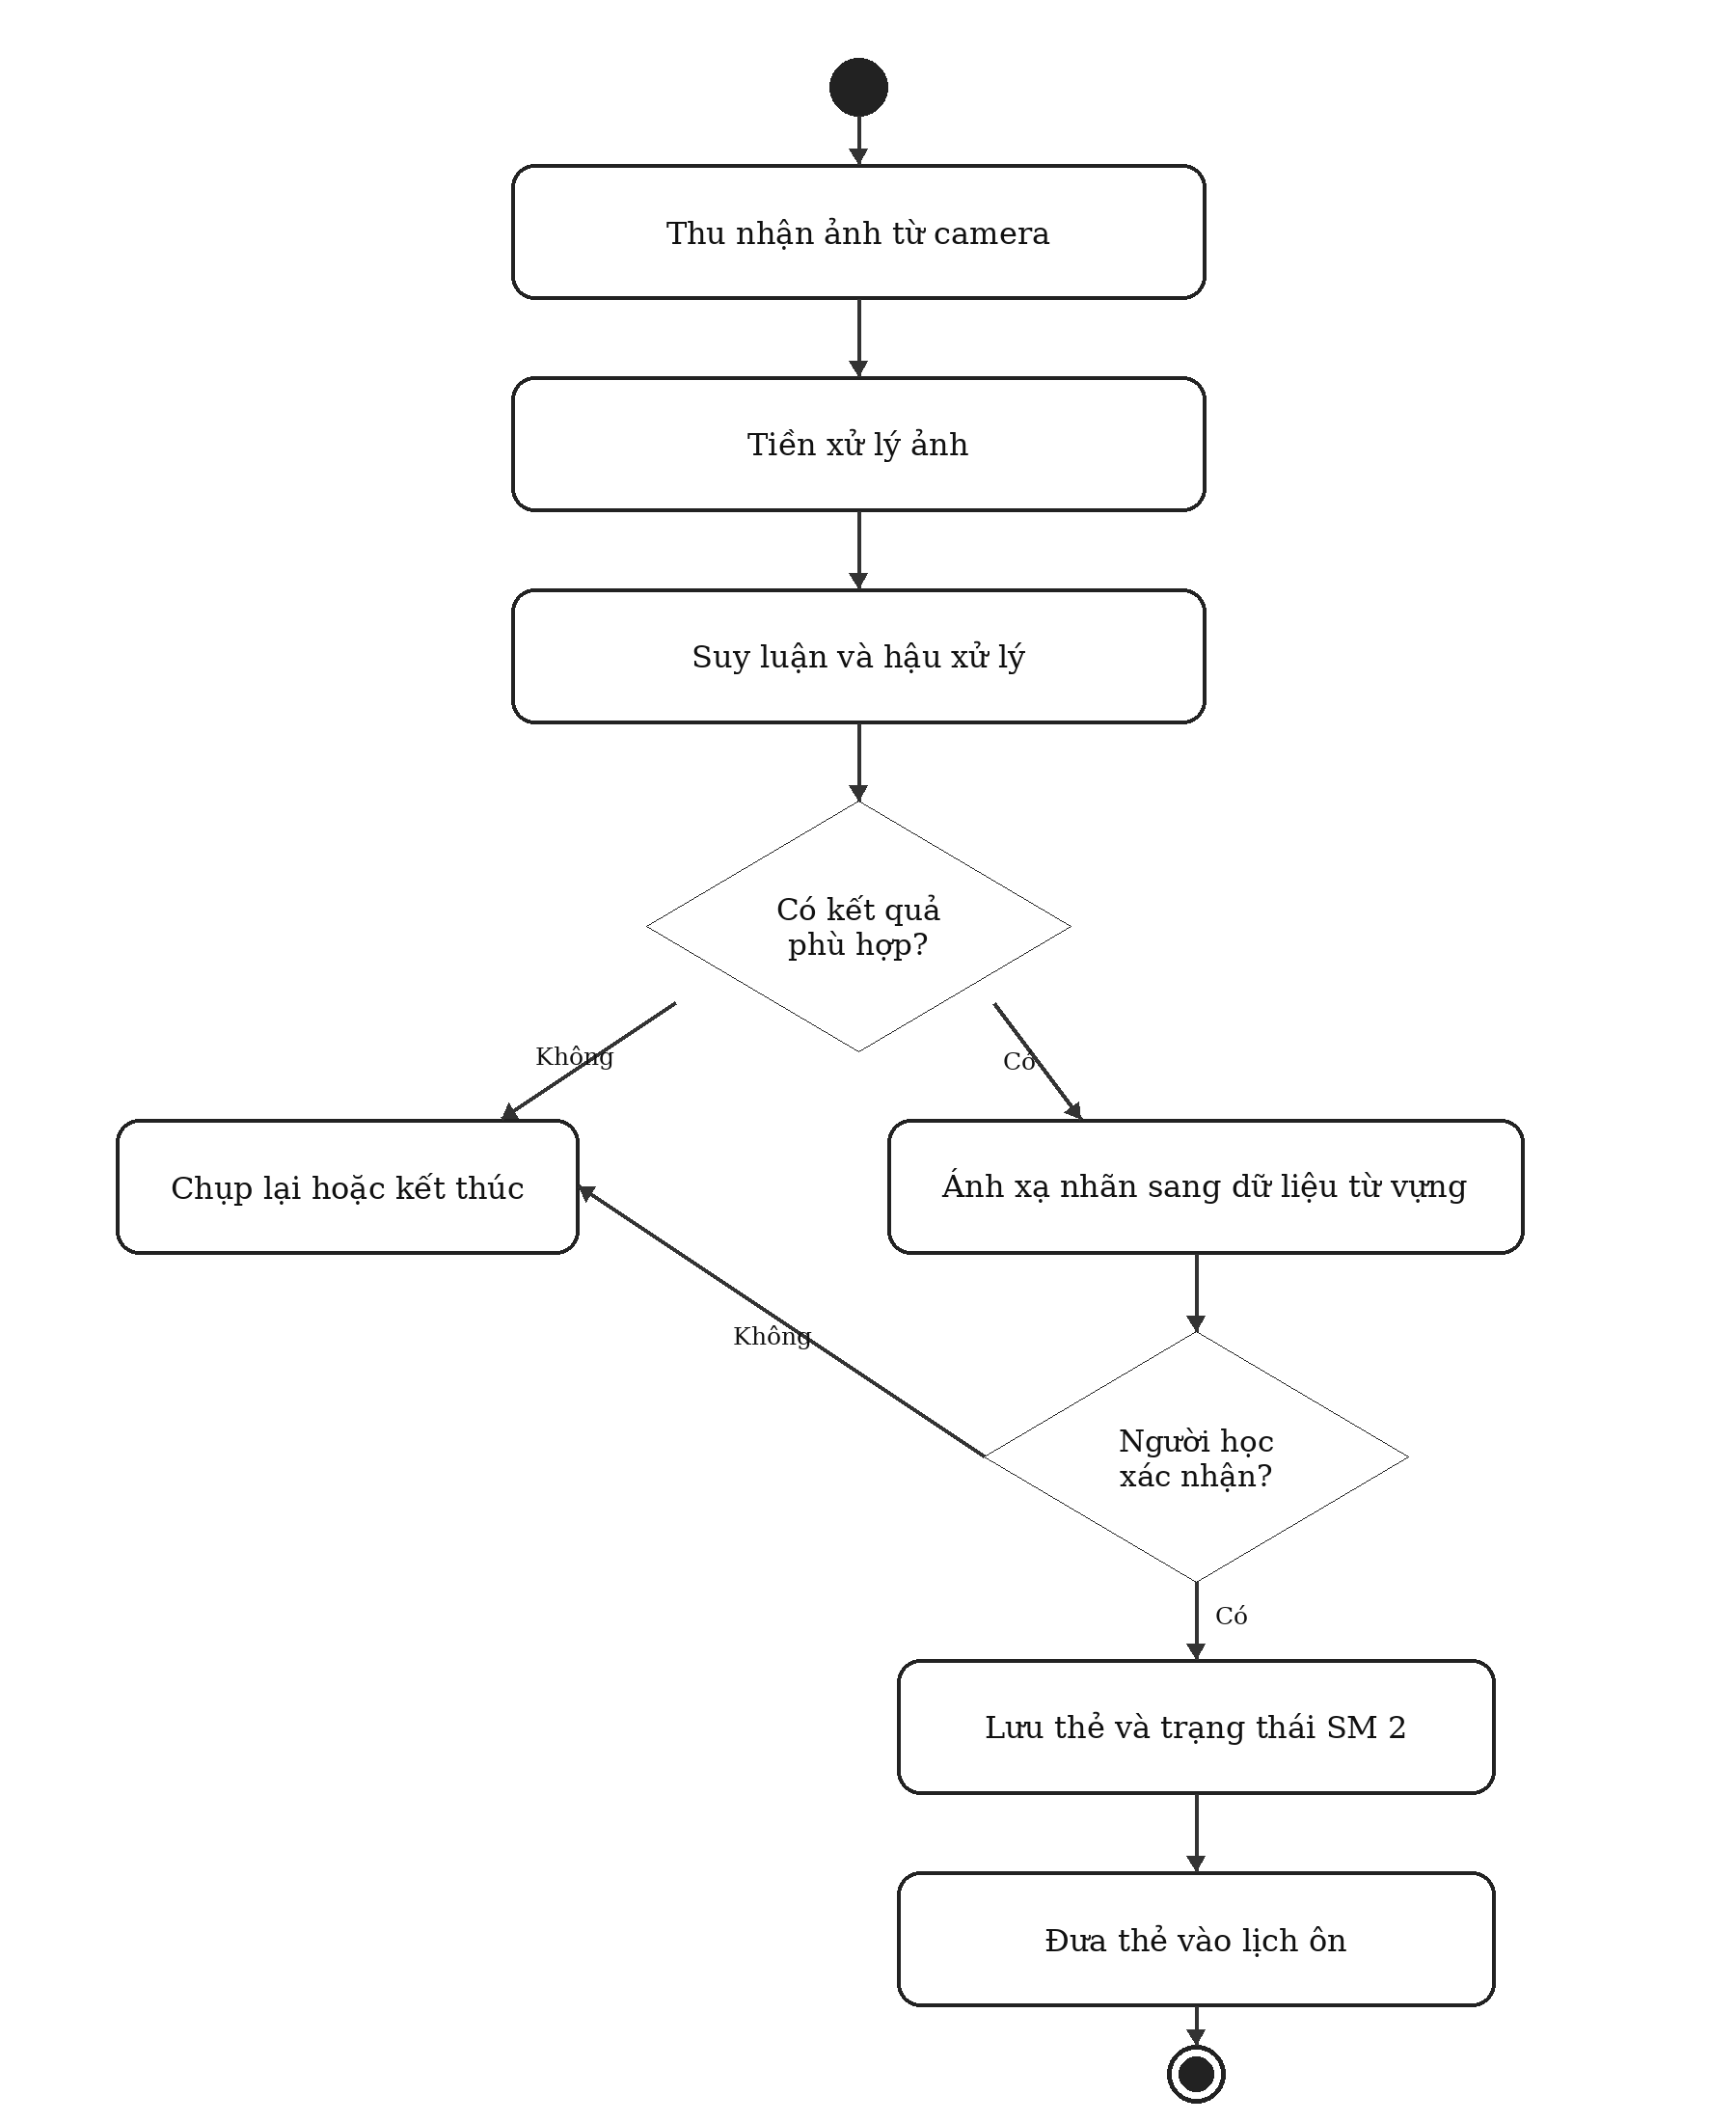 Thu nhận ảnh từ camera
Tiền xử lý ảnh
Suy luận và hậu xử lý
Có kết quả
phù hợp?
Không
Có
Chụp lại hoặc kết thúc
Ánh xạ nhãn sang dữ liệu từ vựng
Không
Người học
xác nhận?
Có
Lưu thẻ và trạng thái SM 2
Đưa thẻ vào lịch ôn